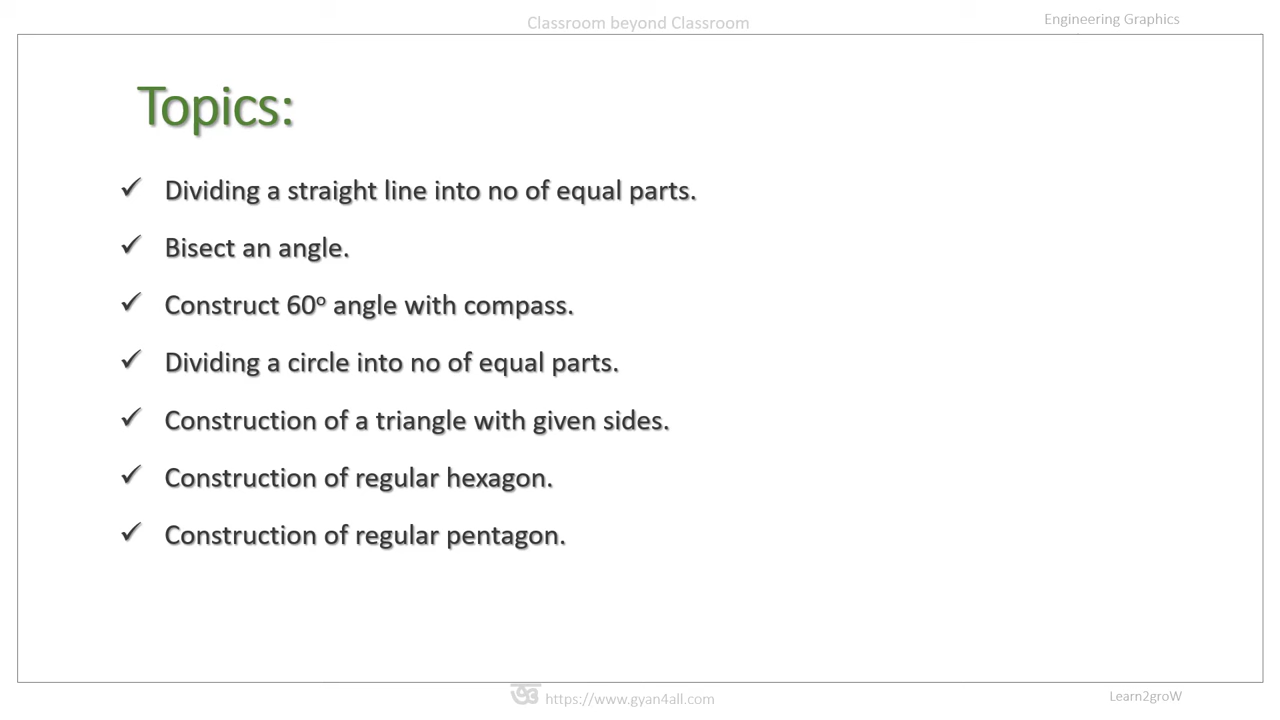 Classroom beyond Classroom
Engineering Graphics
Topics:
✓ Dividing a straight line into no of equal parts.
✓ Bisect an angle.
✓ Construct 60º angle with compass.
✓ Dividing a circle into no of equal parts.
✓ Construction of a triangle with given sides.
✓ Construction of regular hexagon.
✓ Construction of regular pentagon.
https://www.gyan4all.com
Learn2groW